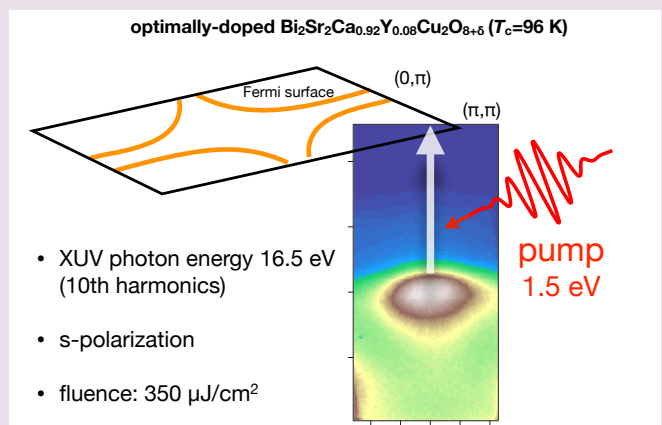 optimally-doped Bi₂Sr₂Ca₀.₉₂Y₀.₀₈Cu₂O₈₊δ (Tc=96 K)
(0,π)
Fermi surface
(π,π)
• XUV photon energy 16.5 eV
(10th harmonics)
pump
1.5 eV
• s-polarization
• fluence: 350 μJ/cm²